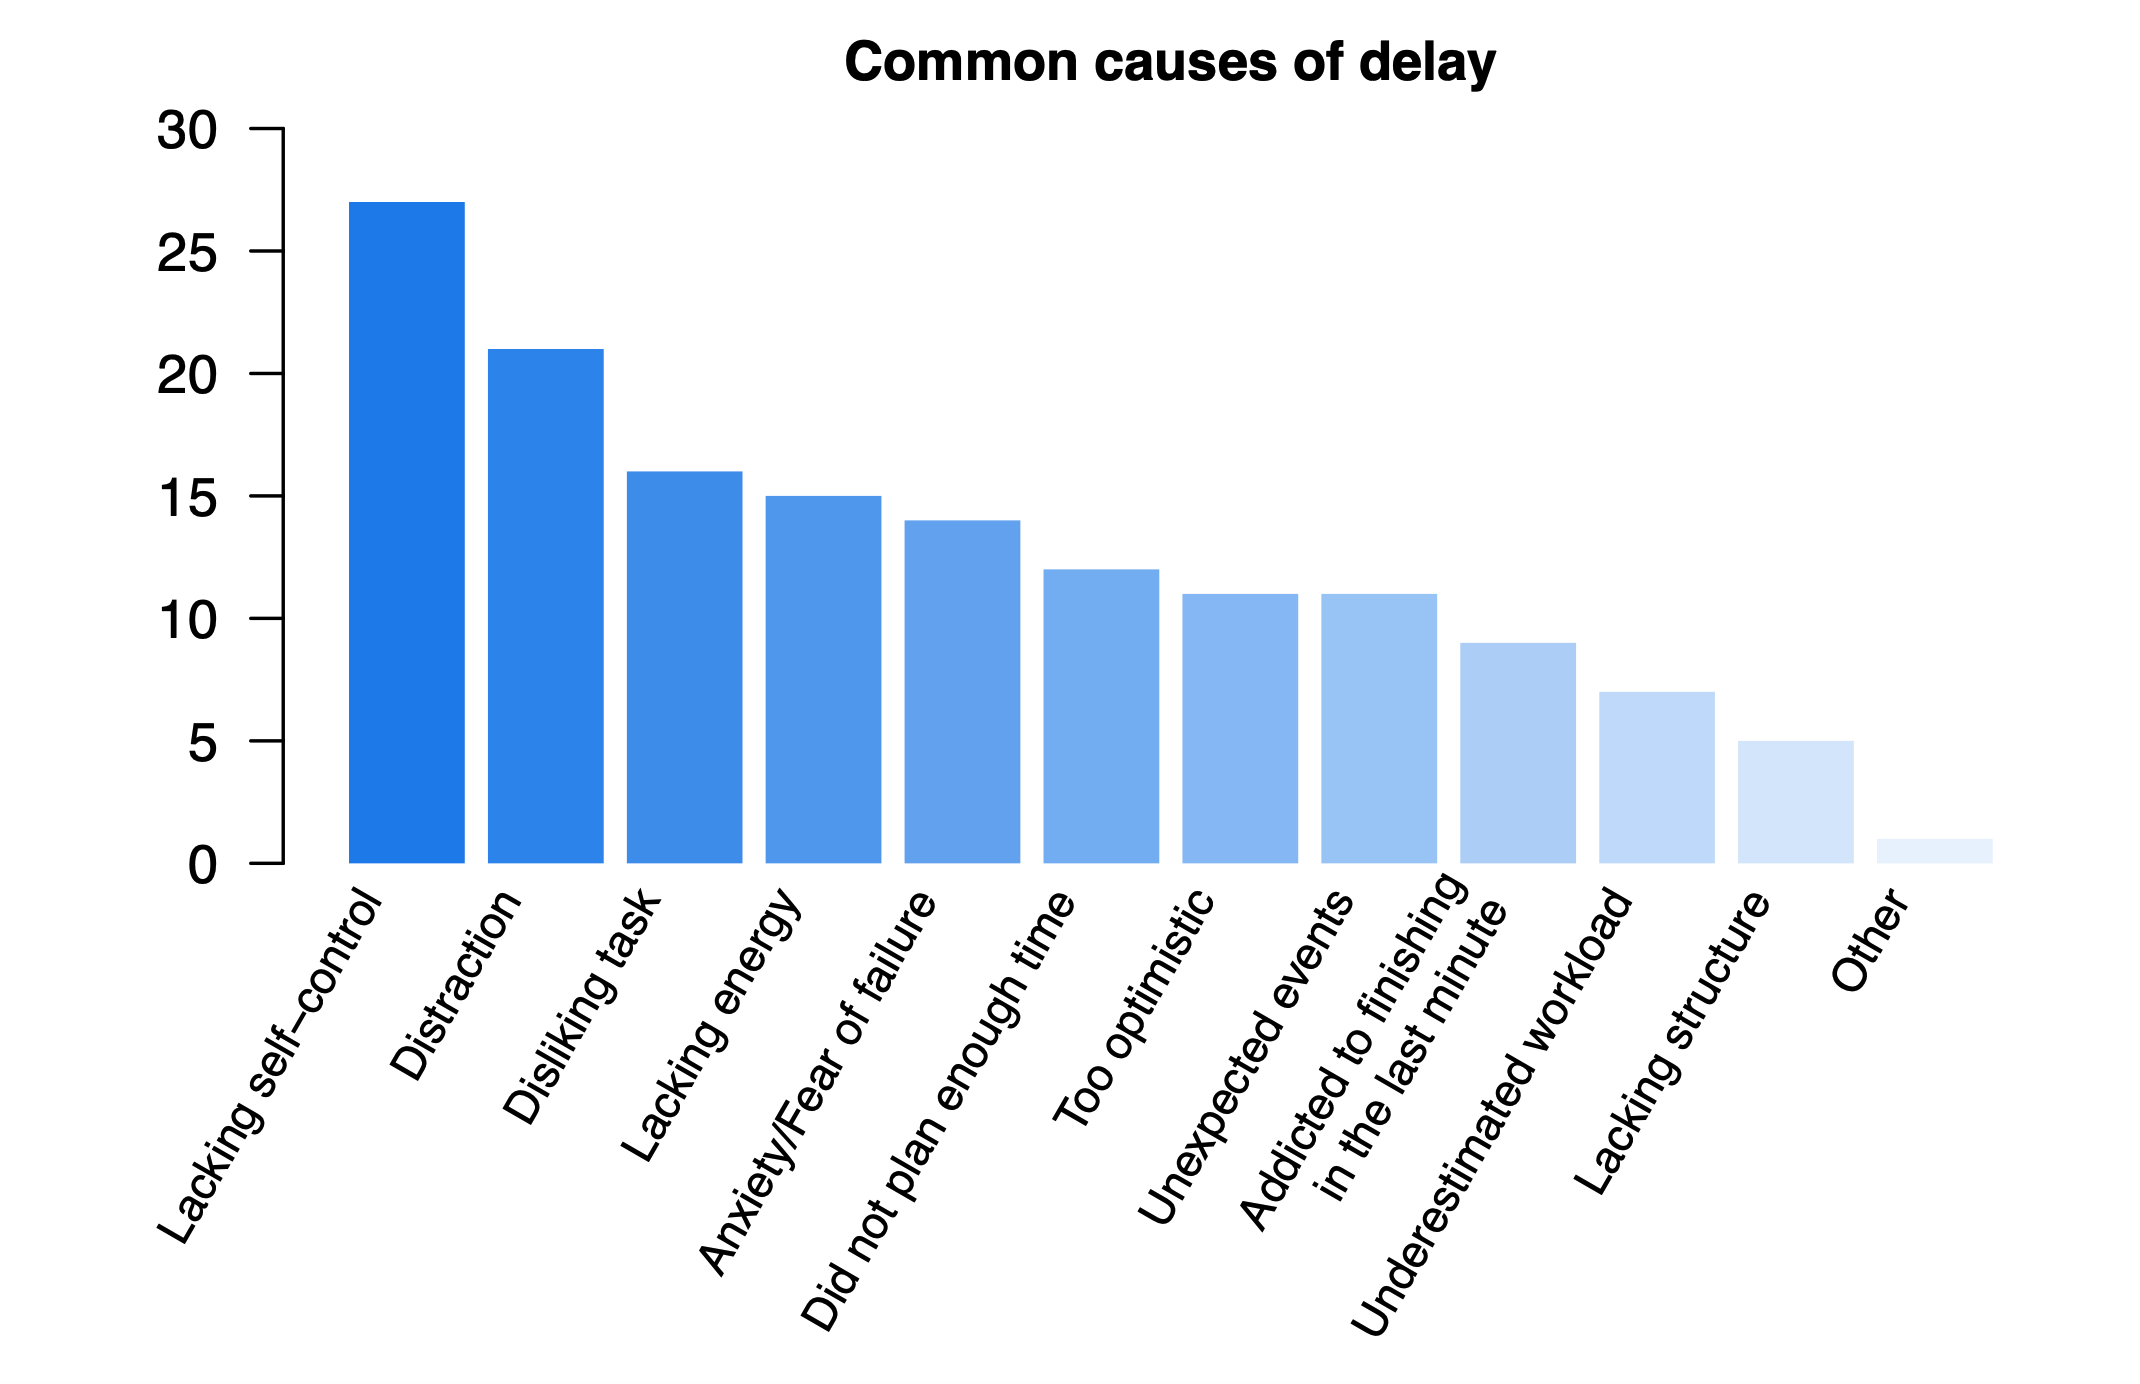 Common causes of delay
30
25
20
15
10
5
0
Lacking self−control
Distraction
Disliking task
Lacking energy
Anxiety/Fear of failure
Did not plan enough time
Too optimistic
Unexpected events
Addicted to finishing
in the last minute
Underestimated workload
Lacking structure
Other